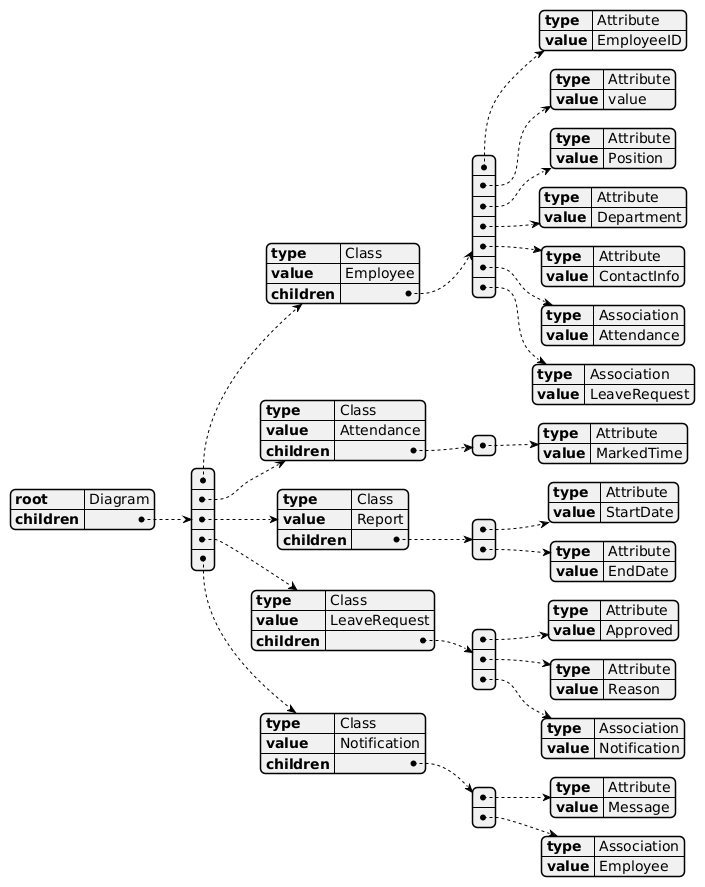 root Diagram
children
type Class
value Employee
children
type Attribute
value EmployeeID
type Attribute
value value
type Attribute
value Position
type Attribute
value Department
type Attribute
value ContactInfo
type Association
value Attendance
type Association
value LeaveRequest
type Class
value Attendance
children
type Attribute
value MarkedTime
type Class
value Report
children
type Attribute
value StartDate
type Attribute
value EndDate
type Class
value LeaveRequest
children
type Attribute
value Approved
type Attribute
value Reason
type Association
value Notification
type Class
value Notification
children
type Attribute
value Message
type Association
value Employee